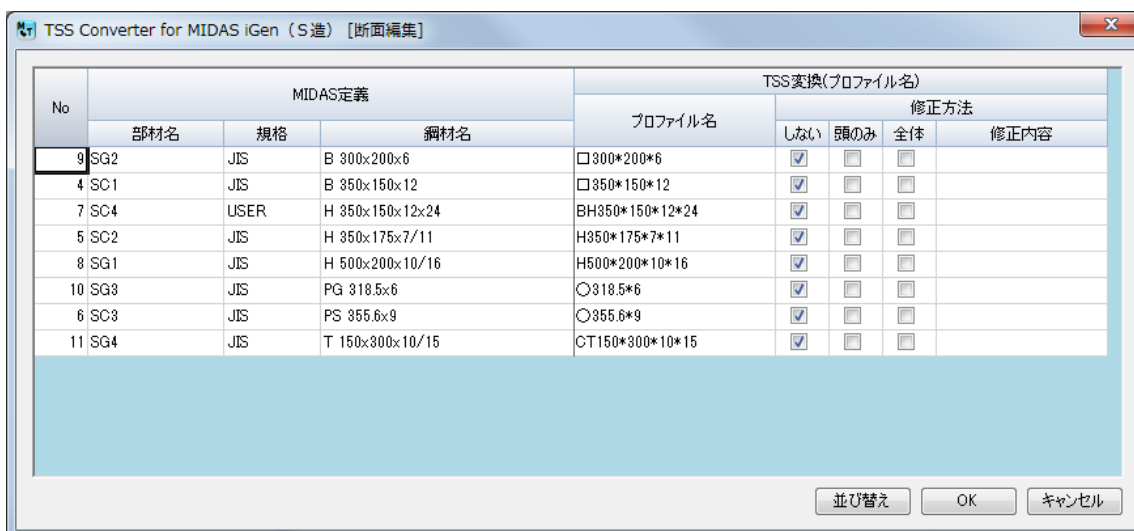 TSS Converter for MIDAS iGen（S造） [断面編集]
No MIDAS定義 TSS変換(プロファイル名)
プロファイル名 修正方法
部材名 規格 鋼材名 しない 頭のみ 全体 修正内容
9 SG2 JIS B 300x200x6 □300*200*6
4 SC1 JIS B 350x150x12 □350*150*12
7 SC4 USER H 350x150x12x24 BH350*150*12*24
5 SC2 JIS H 350x175x7/11 H350*175*7*11
8 SG1 JIS H 500x200x10/16 H500*200*10*16
10 SG3 JIS PG 318.5x6 ○318.5*6
6 SC3 JIS PS 355.6x9 ○355.6*9
11 SG4 JIS T 150x300x10/15 CT150*300*10*15
並び替え OK キャンセル